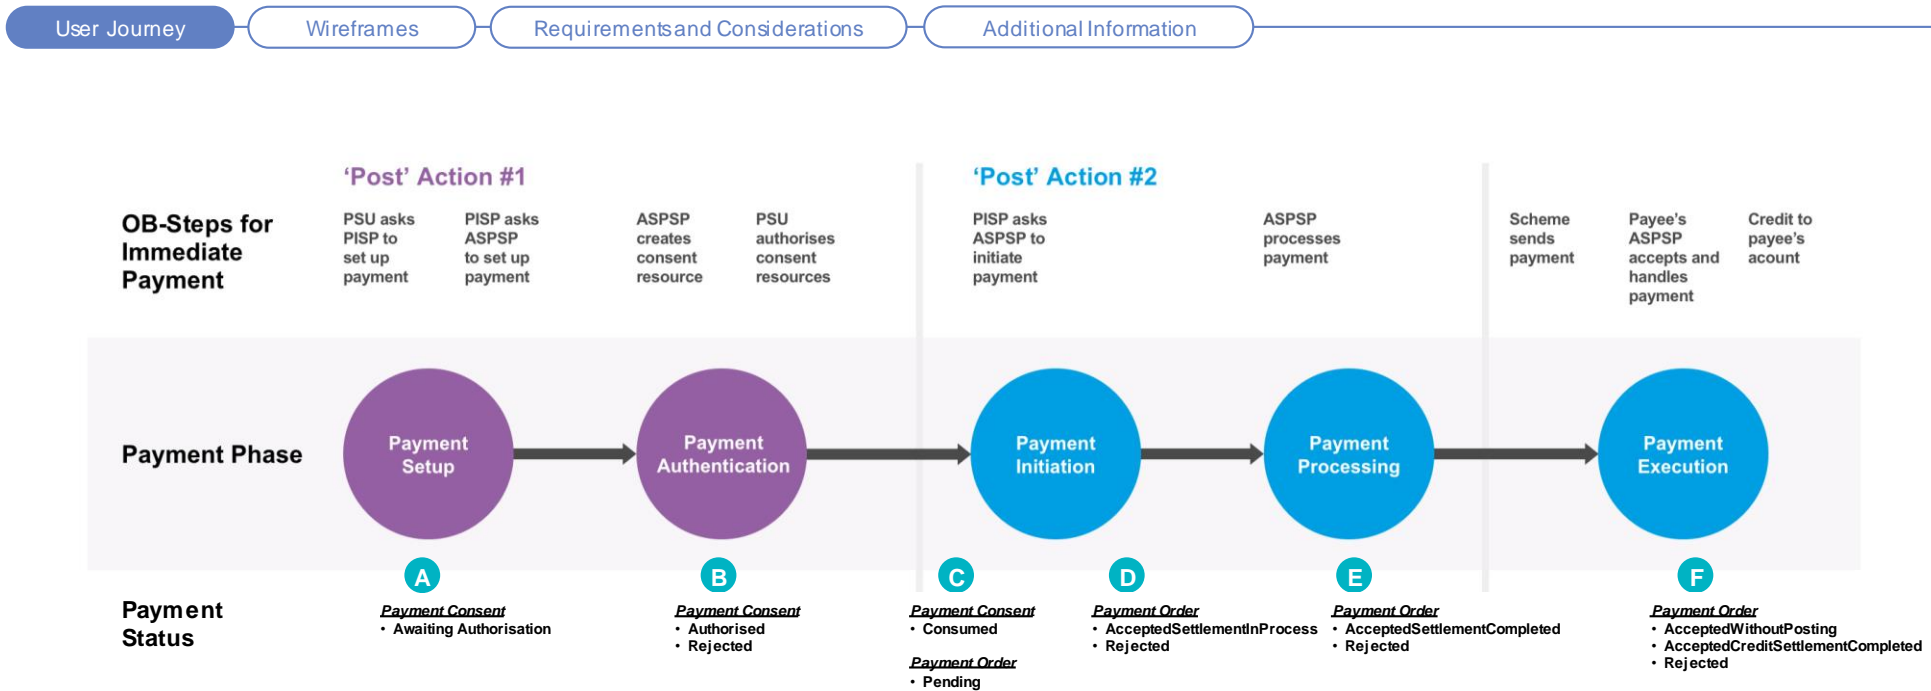 User Journey
Wireframes
Requirements and Considerations
Additional Information
‘Post’ Action #1
‘Post’ Action #2
OB-Steps for
Immediate
Payment
PSU asks
PISP to
set up
payment
PISP asks
ASPSP
to set up
payment
ASPSP
creates
consent
resource
PSU
authorises
consent
resources
PISP asks
ASPSP to
initiate
payment
ASPSP
processes
payment
Scheme
sends
payment
Payee’s
ASPSP
accepts and
handles
payment
Credit to
payee’s
acount
Payment Phase
Payment
Setup
Payment
Authentication
Payment
Initiation
Payment
Processing
Payment
Execution
A
B
C
D
E
F
Payment
Status
Payment Consent
• Awaiting Authorisation
Payment Consent
• Authorised
• Rejected
Payment Consent
• Consumed
Payment Order
• Pending
Payment Order
• AcceptedSettlementInProcess
• Rejected
Payment Order
• AcceptedSettlementCompleted
• Rejected
Payment Order
• AcceptedWithoutPosting
• AcceptedCreditSettlementCompleted
• Rejected